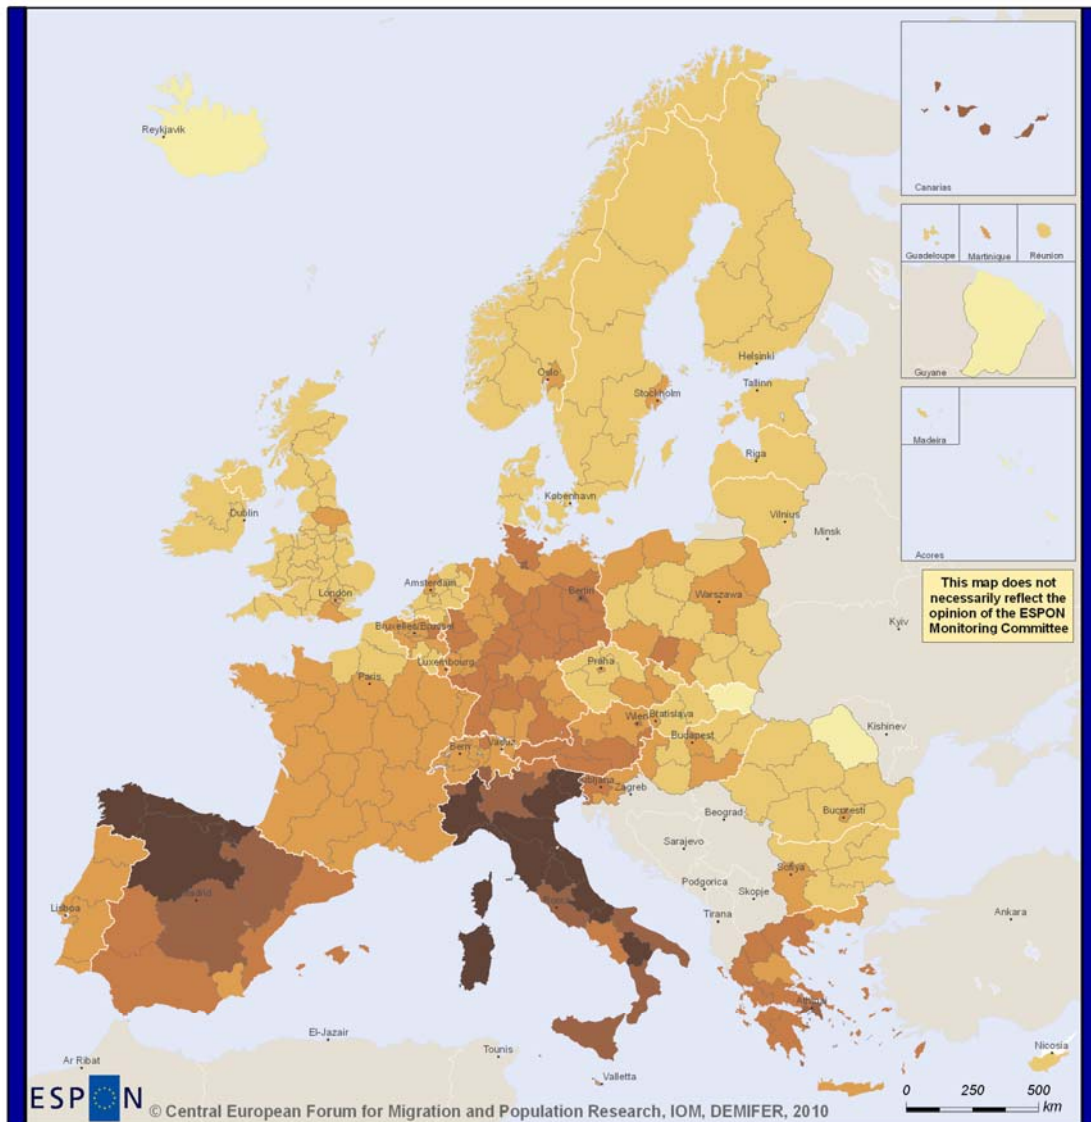 Reykjavik
Canarias
Guadeloupe
Martinique
Réunion
Guyane
Madeira
Acores
This map does not
necessarily reflect the
opinion of the ESPON
Monitoring Committee
Oslo
Stockholm
Helsinki
Tallinn
Riga
København
Vilnius
Minsk
Dublin
London
Amsterdam
Berlin
Warszawa
Bruxelles/Brussel
Kyiv
Luxembourg
Paris
Praha
Wien
Bratislava
Kishinev
Bern
Vaduz
Budapest
Ljubljana
Zagreb
Bucuresti
Beograd
Sarajevo
Sofiya
Podgorica
Skopje
Tirana
Ankara
Madrid
Lisboa
Roma
Athinai
El-Jazair
Tounis
Valletta
Nicosia
Ar Ribat
0 250 500
km
ESPON
© Central European Forum for Migration and Population Research, IOM, DEMIFER, 2010